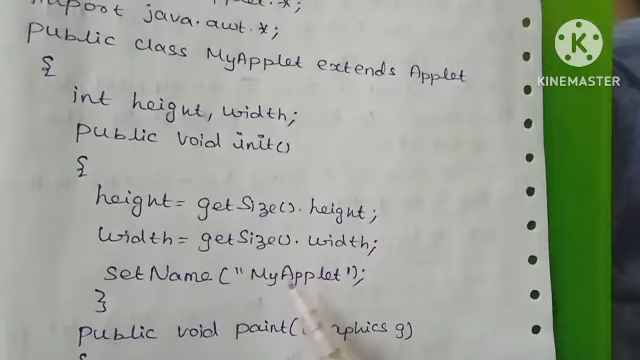 import java.awt.*;
public class MyApplet extends Applet
{
int height, width;
public void init()
{
height = getSize().height;
width = getSize().width;
setName("MyApplet");
}
public void paint( g)
{
KINEMASTER